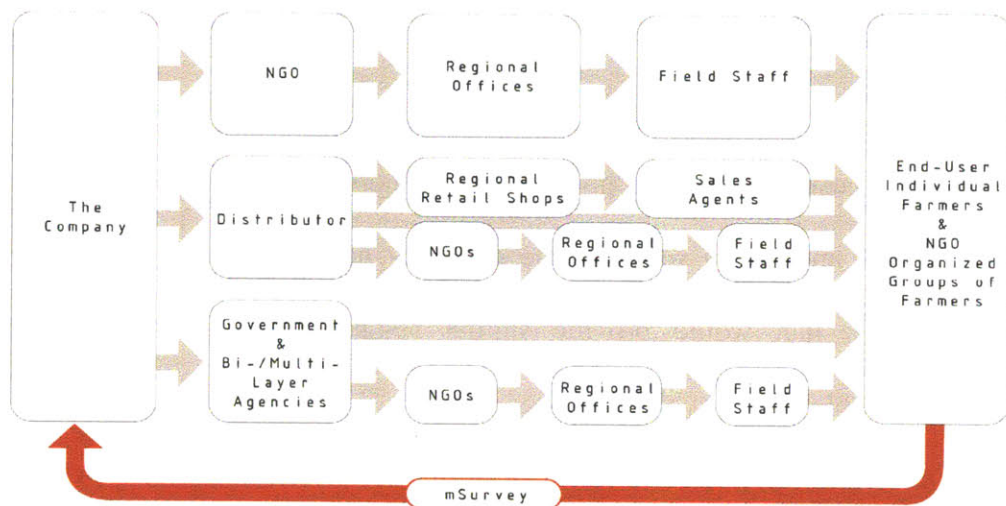 The
Company
NGO
Regional
Offices
Field Staff
Distributor
Regional
Retail Shops
Sales
Agents
NGOs
Regional
Offices
Field
Staff
Government
&
Bi-/Multi-
Layer
Agencies
NGOs
Regional
Offices
Field
Staff
End-User
Individual
Farmers
&
NGO
Organized
Groups of
Farmers
mSurvey